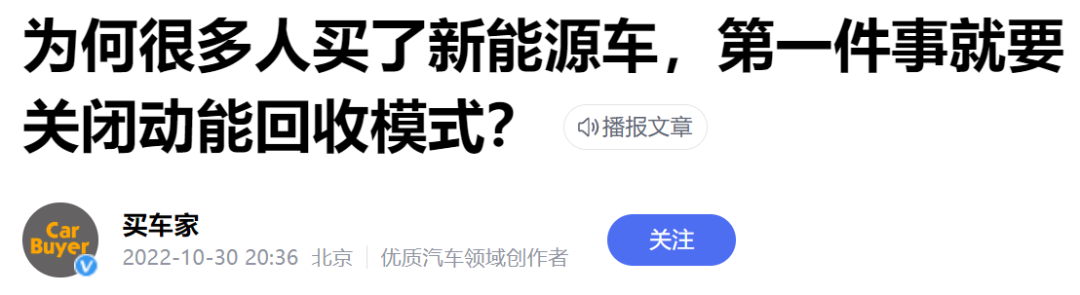 为何很多人买了新能源车，第一件事就要
关闭动能回收模式？ 播报文章
Car
Buyer
买车家
关注
2022-10-30 20:36 北京 优质汽车领域创作者